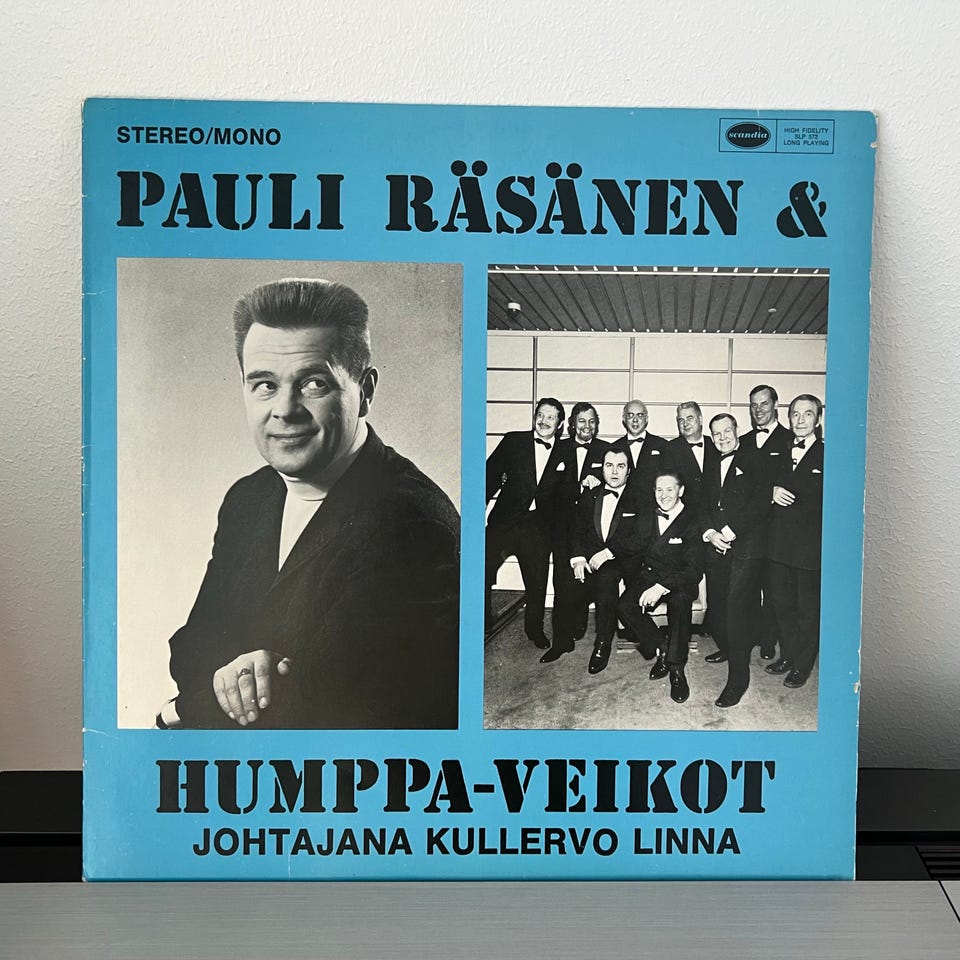 STEREO/MONO
scandia
HIGH FIDELITY
SLP 572
LONG PLAYING
PAULI RÄSÄNEN &
HUMPPA-VEIKOT
JOHTAJANA KULLERVO LINNA